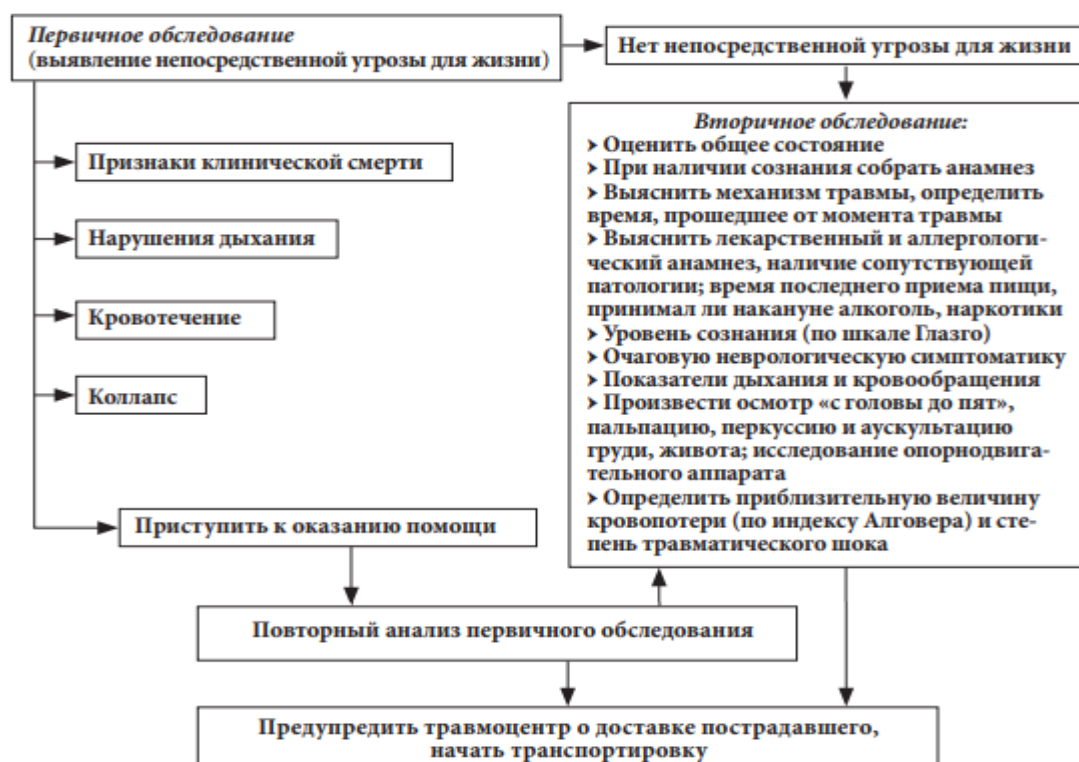 Первичное обследование
(выявление непосредственной угрозы для жизни)
Нет непосредственной угрозы для жизни
Признаки клинической смерти
Нарушения дыхания
Кровотечение
Коллапс
Приступить к оказанию помощи
Вторичное обследование:
➤ Оценить общее состояние
➤ При наличии сознания собрать анамнез
➤ Выяснить механизм травмы, определить
время, прошедшее от момента травмы
➤ Выяснить лекарственный и аллергологи-
ческий анамнез, наличие сопутствующей
патологии; время последнего приема пищи,
принимал ли накануне алкоголь, наркотики
➤ Уровень сознания (по шкале Глазго)
➤ Очаговую неврологическую симптоматику
➤ Показатели дыхания и кровообращения
➤ Произвести осмотр «с головы до пят»,
пальпацию, перкуссию и аускультацию
груди, живота; исследование опорнодвига-
тельного аппарата
➤ Определить приблизительную величину
кровопотери (по индексу Алговера) и сте-
пень травматического шока
Повторный анализ первичного обследования
Предупредить травмоцентр о доставке пострадавшего,
начать транспортировку